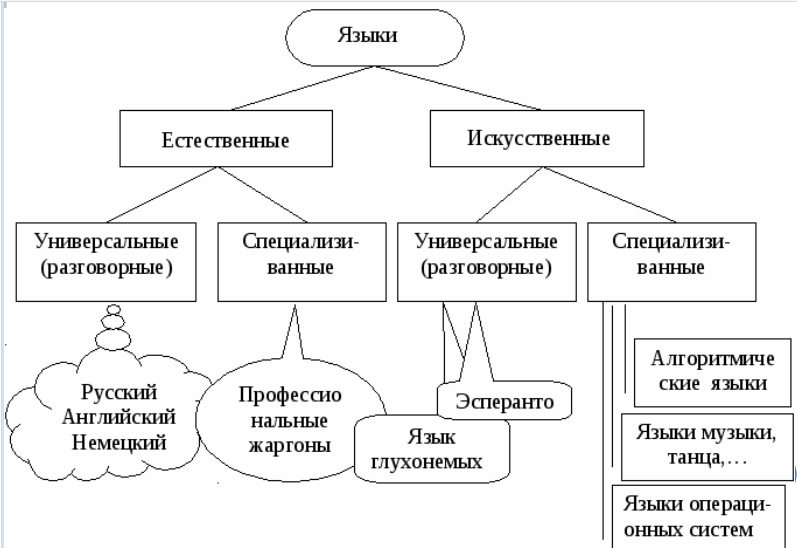 Языки
Естественные
Искусственные
Универсальные
(разговорные)
Специализи-
ванные
Универсальные
(разговорные)
Специализи-
ванные
Русский
Английский
Немецкий
Профессио
нальные
жаргоны
Язык
глухонемых
Эсперанто
Алгоритмиче
ские языки
Языки музыки,
танца,…
Языки операци-
онных систем